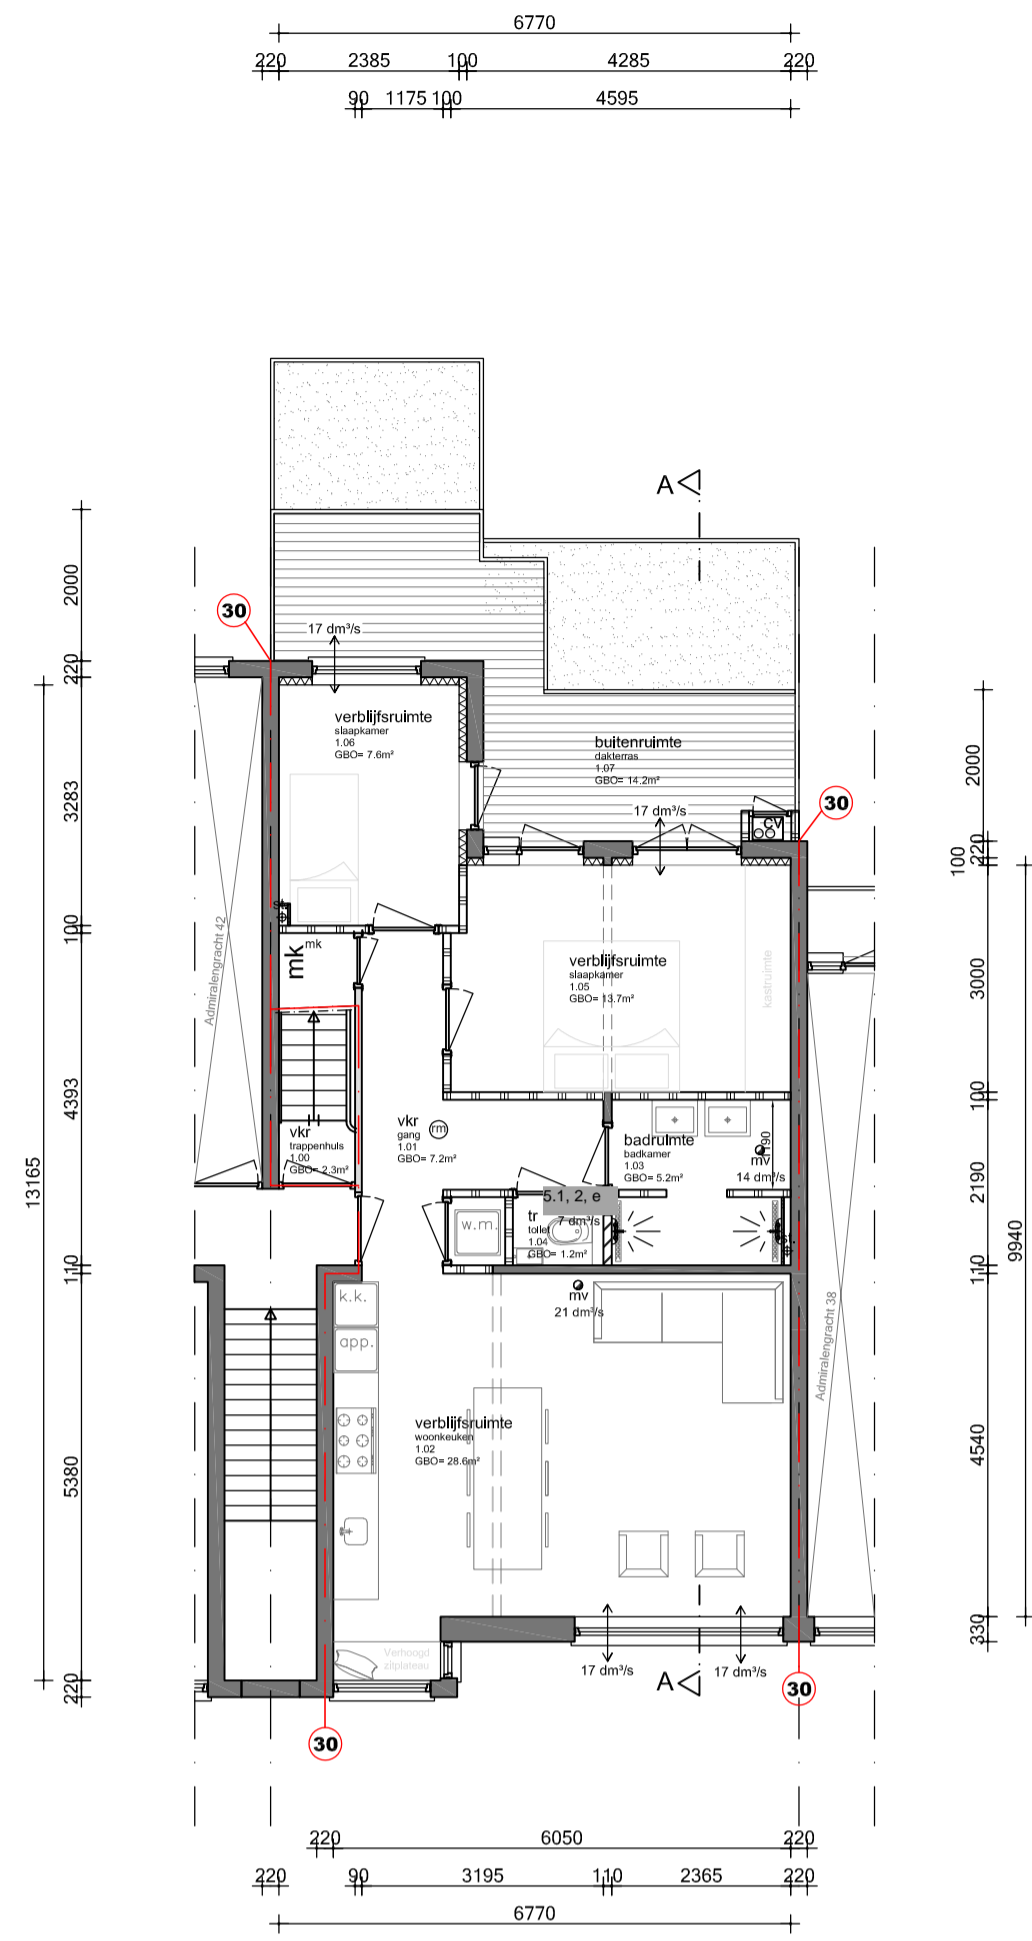 6770
220 2385 100 4285 220
90 1175 100 4595
A
2000
30
17 dm³/s
220
verblijfsruimte
slaapkamer
1.06
GBO= 7.6m²
buitenruimte
dakterras
1.07
GBO= 14.2m²
2000
17 dm³/s
30
cv
3283
220
100
st.
100
mk
mk
Admiralengracht 42
verblijfsruimte
slaapkamer
1.05
GBO= 13.7m²
kastruimte
3000
4393
100
vkr
trappenhuis
1.00
GBO= 2.3m²
vkr
gang
1.01
GBO= 7.2m²
rm
badruimte
badkamer
1.03
GBO= 5.2m²
1190
mv
14 dm³/s
13165
2190
5.1, 2, e
w.m.
tr
toilet
1.04
GBO= 1.2m²
7 dm³/s
st.
9940
110
110
k.k.
app.
mv
21 dm³/s
Admiralengracht 38
verblijfsruimte
woonkeuken
1.02
GBO= 28.6m²
4540
5380
330
Verhoogd
zitplateau
17 dm³/s
17 dm³/s
A
220
30
30
220 6050 220
220 90 3195 110 2365 220
6770